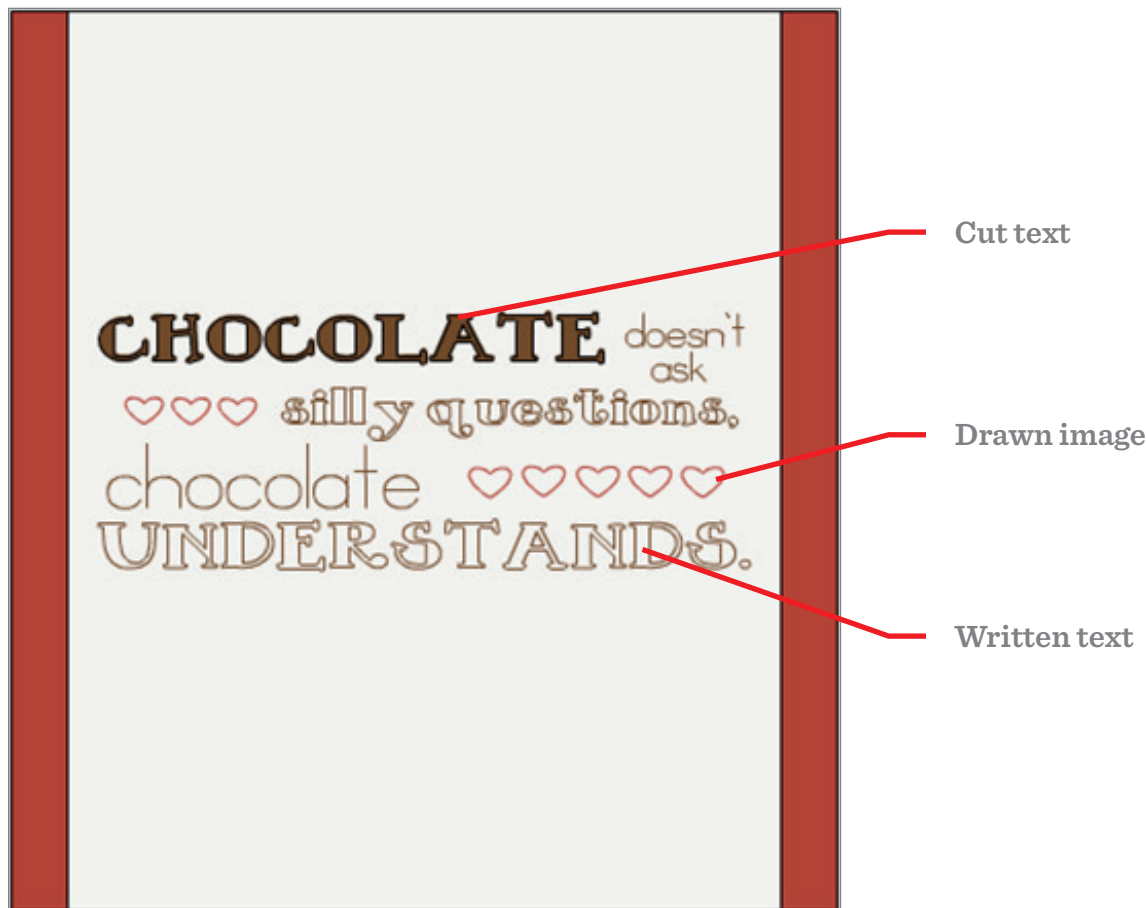 Cut text
CHOCOLATE doesn't
ask
silly questions,
Drawn image
chocolate
UNDERSTANDS.
Written text